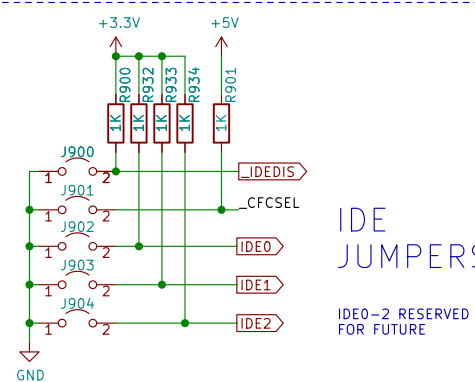 +3.3V +5V
R900 R932 R933 R934 R901
1K 1K 1K 1K 1K
J900
1 2 _IDEDIS
J901
1 2 _CFCSEL
J902
1 2 IDE0
J903
1 2 IDE1
J904
1 2 IDE2
GND
IDE
JUMPERS
IDE0-2 RESERVED
FOR FUTURE